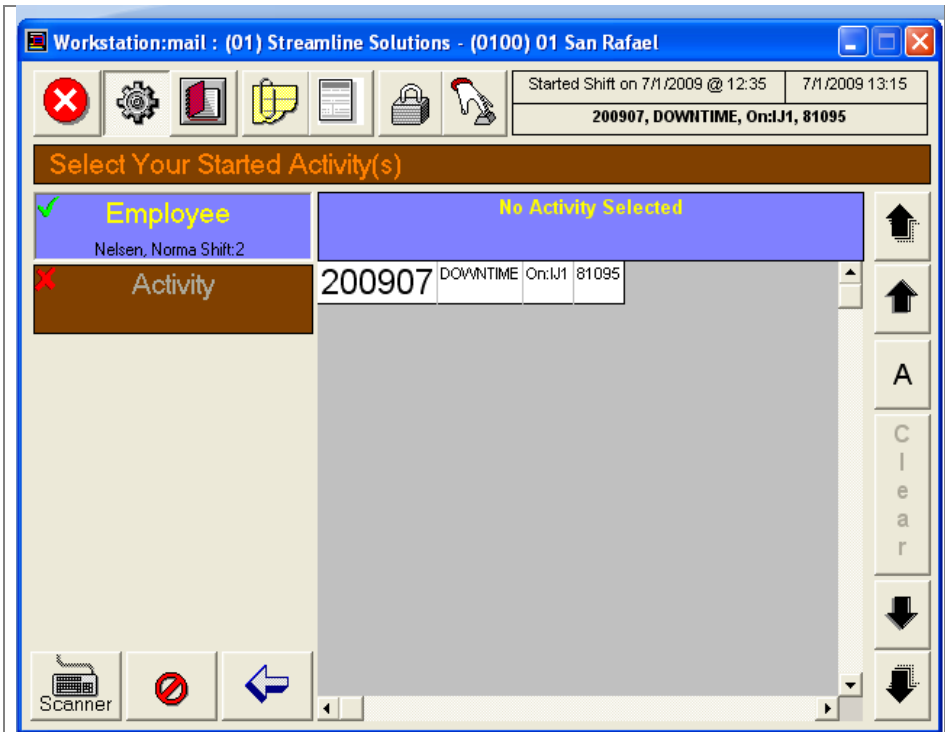 Workstation:mail : (01) Streamline Solutions - (0100) 01 San Rafael
Started Shift on 7/1/2009 @ 12:35
7/1/2009 13:15
200907, DOWNTIME, On:IJ1, 81095
Select Your Started Activity(s)
Employee
Nelsen, Norma Shift:2
No Activity Selected
Activity
200907 DOWNTIME On:IJ1 81095
A
Clear
Scanner